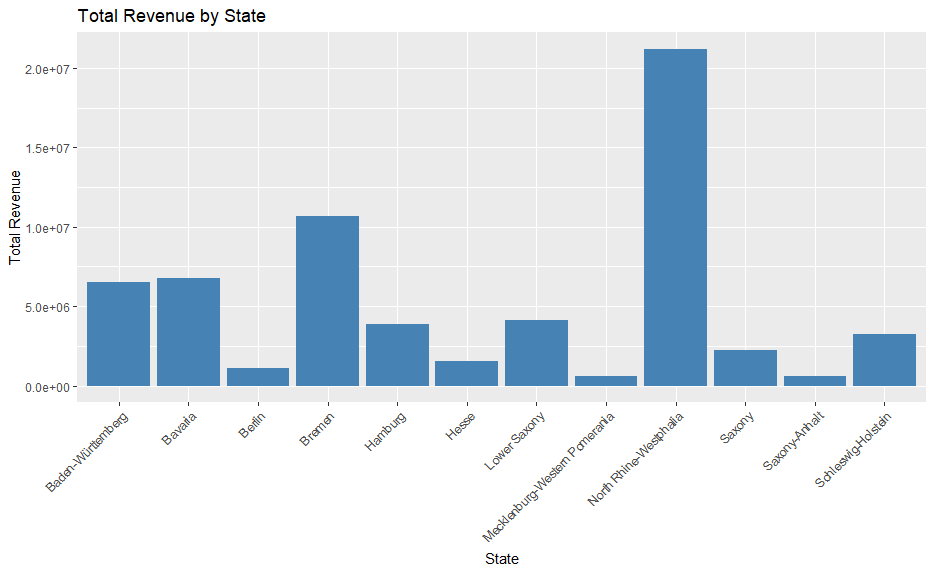 Total Revenue by State
Total Revenue
2.0e+07
1.5e+07
1.0e+07
5.0e+06
0.0e+00
Baden-Württemberg
Bavaria
Berlin
Bremen
Hamburg
Hesse
Lower Saxony
Mecklenburg-Western Pomerania
North Rhine-Westphalia
Saxony
Saxony-Anhalt
Schleswig-Holstein
State